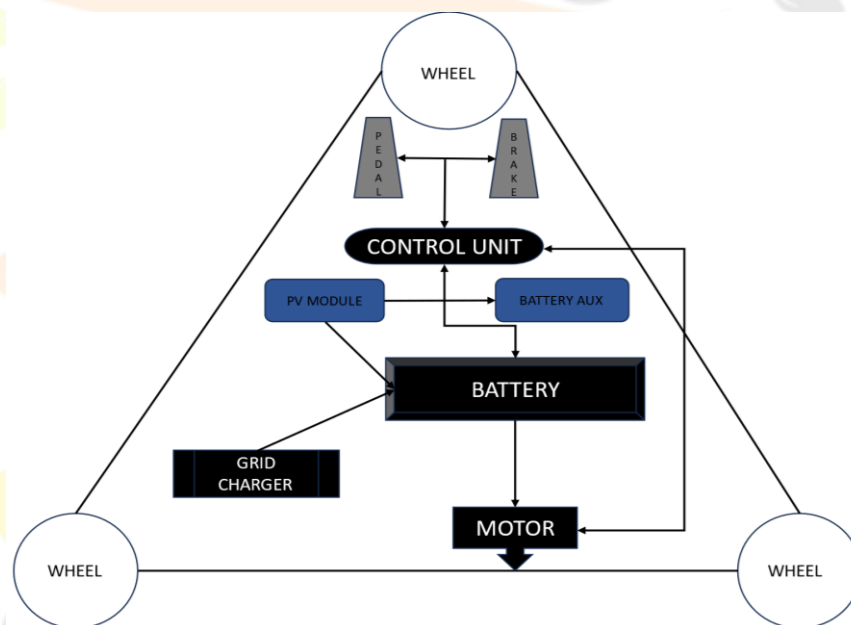 WHEEL
PEDAL
BRAKE
CONTROL UNIT
PV MODULE
BATTERY AUX
BATTERY
GRID
CHARGER
MOTOR
WHEEL
WHEEL